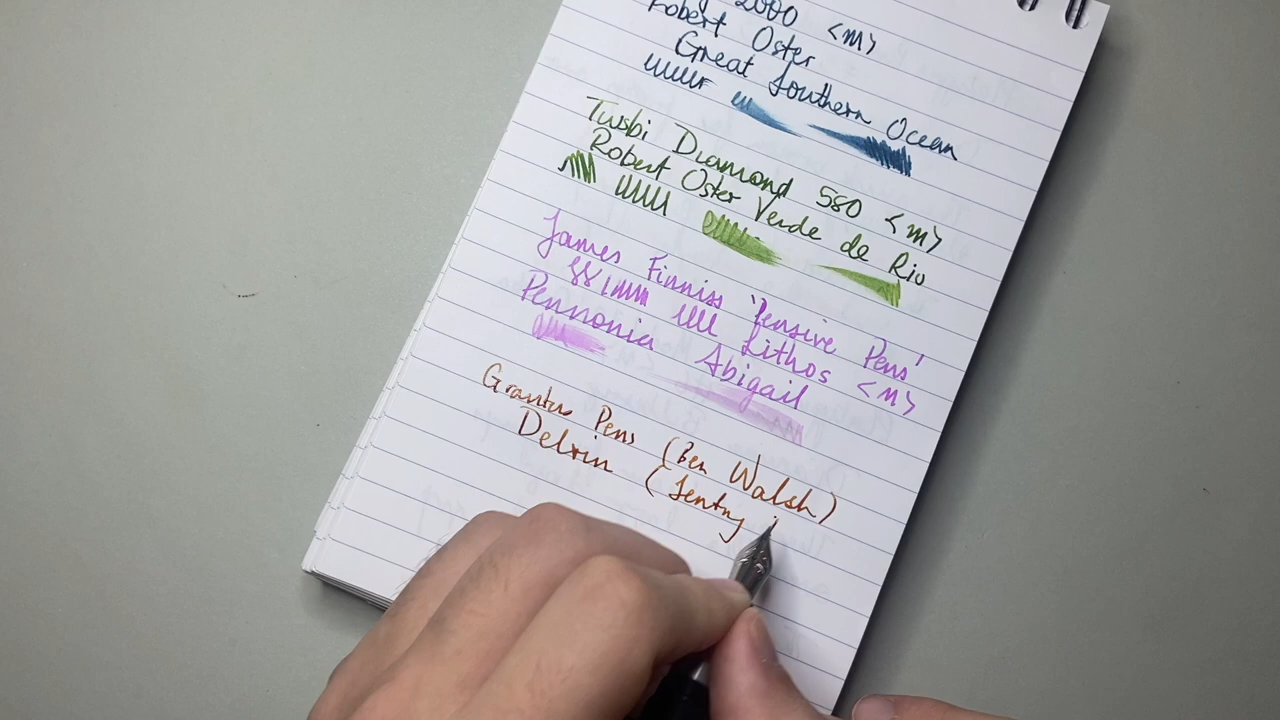 2000 <m>
Robert Oster
Great Southern Ocean
Twsbi Diamond 580 <m>
Robert Oster Verde de Rio
James Finniss 'Pensive Pens'
Lithos <m>
Pennonia Abigail
Pens (Ben Walsh)
Delrin (Sentry